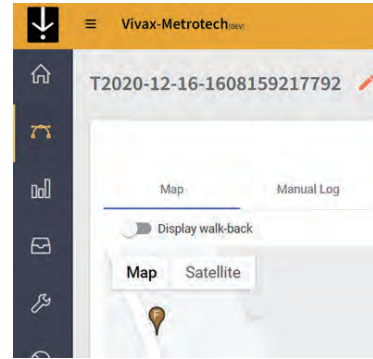 Vivax-Metrotech(DEV)
T2020-12-16-1608159217792
Map Manual Log
Display walk-back
Map Satellite
F